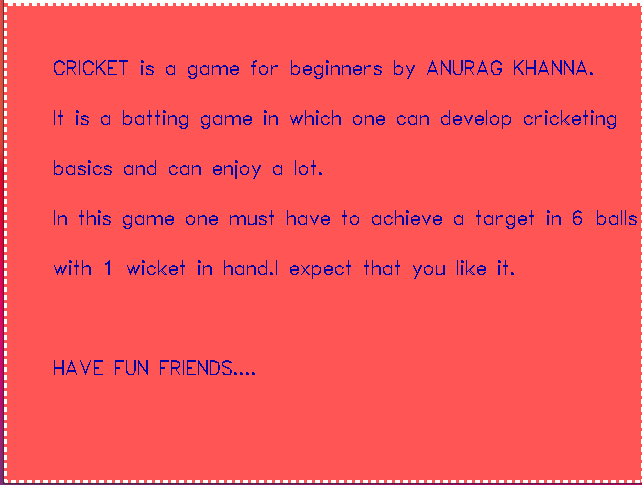 CRICKET is a game for beginners by ANURAG KHANNA.
It is a batting game in which one can develop cricketing
basics and can enjoy a lot.
In this game one must have to achieve a target in 6 balls
with 1 wicket in hand.I expect that you like it.
HAVE FUN FRIENDS....